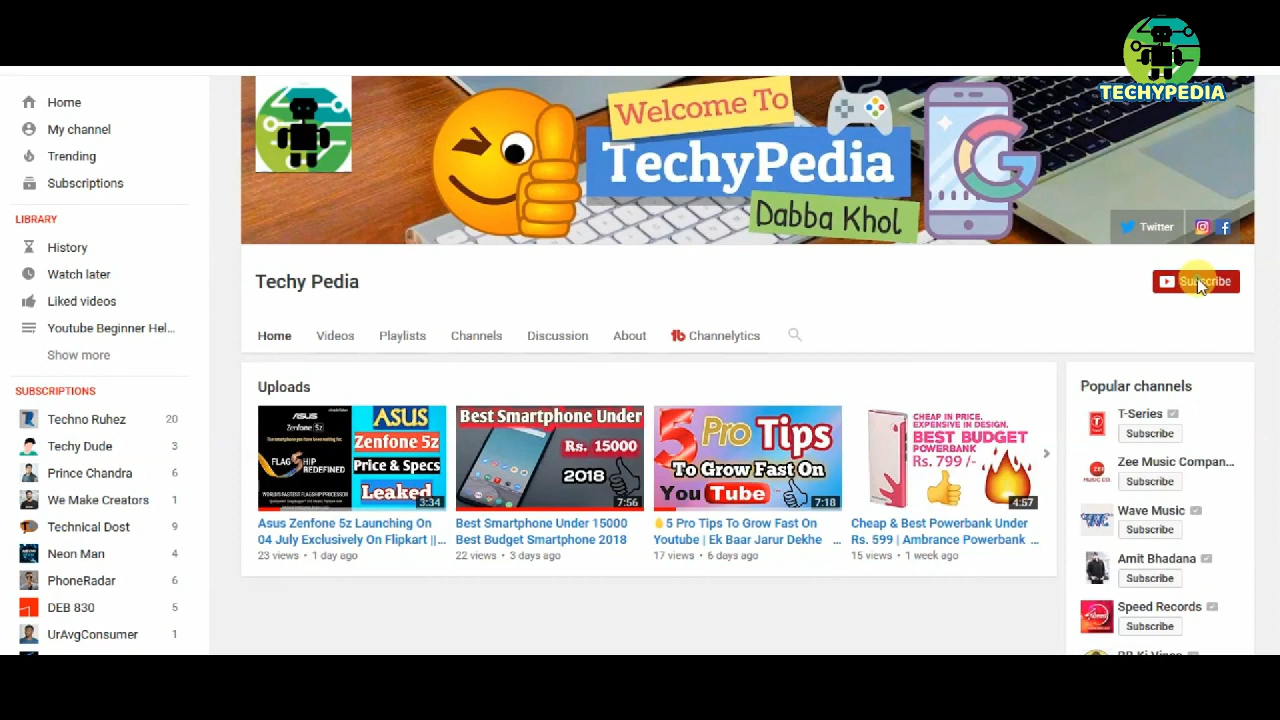 TECHYPEDIA
Home
My channel
Trending
Subscriptions
LIBRARY
History
Watch later
Liked videos
Youtube Beginner Hel...
Show more
SUBSCRIPTIONS
Techno Ruhez 20
Techy Dude 3
Prince Chandra 6
We Make Creators 1
Technical Dost 9
Neon Man 4
PhoneRadar 6
DEB 830 5
UrAvgConsumer 1
Welcome To
TechyPedia
Dabba Khol
Twitter
Techy Pedia
Subscribe
Home Videos Playlists Channels Discussion About Channelytics
Uploads
ASUS
Zenfone 5z
FLAGSHIP
REDEFINED
ASUS
Zenfone 5z
Price & Specs
Leaked
3:34
Asus Zenfone 5z Launching On
04 July Exclusively On Flipkart ||...
23 views • 1 day ago
Best Smartphone Under
Rs. 15000
2018
7:56
Best Smartphone Under 15000
Best Budget Smartphone 2018
22 views • 3 days ago
5 Pro Tips
To Grow Fast On
You Tube
7:18
5 Pro Tips To Grow Fast On
Youtube | Ek Baar Jarur Dekhe ...
17 views • 6 days ago
CHEAP IN PRICE.
EXPENSIVE IN DESIGN.
BEST BUDGET
POWERBANK
Rs. 799 /-
4:57
Cheap & Best Powerbank Under
Rs. 599 | Ambrance Powerbank ...
15 views • 1 week ago
Popular channels
T-Series
Subscribe
Zee Music Compan...
Subscribe
Wave Music
Subscribe
Amit Bhadana
Subscribe
Speed Records
Subscribe